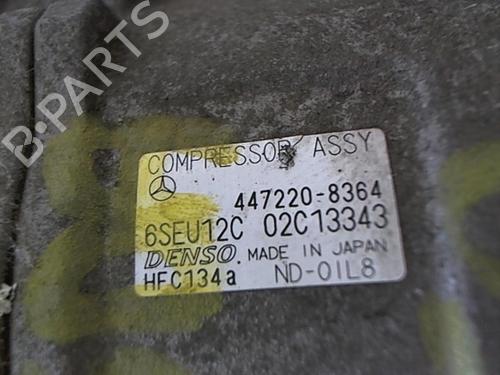 B-PARTS
COMPRESSOR ASSY
447220-8364
6SEU12C 02C13343
DENSO MADE IN JAPAN
HFC134a ND-OIL8